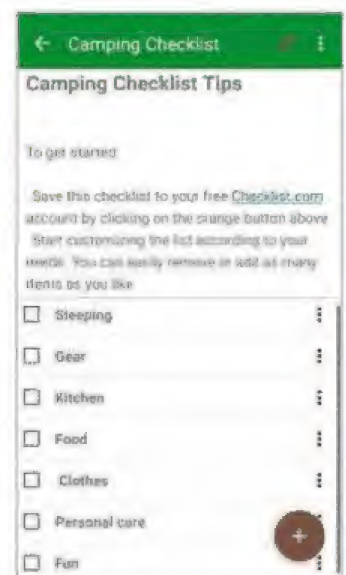 Camping Checklist
Camping Checklist Tips
To get started
Save this checklist to your free Checklist.com
account by clicking on the orange button above
Start customizing the list according to your
needs. You can easily remove or add as many
items as you like
Sleeping
Gear
Kitchen
Food
Clothes
Personal care
Fun